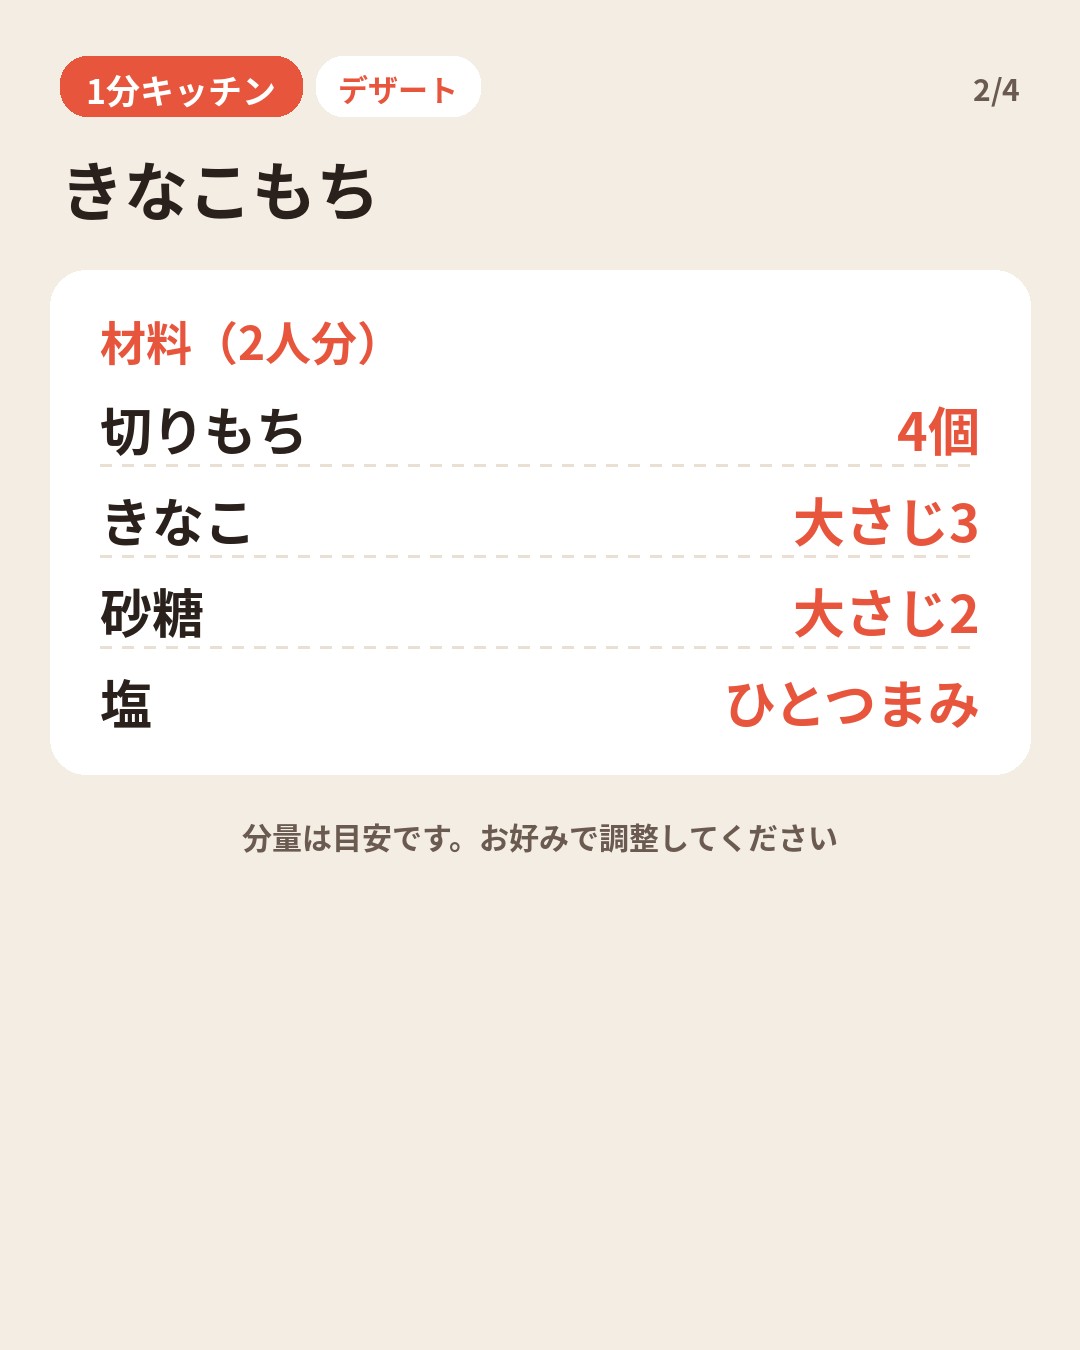 1分キッチン デザート 2/4
きなこもち
材料（2人分）
切りもち 4個
きなこ 大さじ3
砂糖 大さじ2
塩 ひとつまみ
分量は目安です。お好みで調整してください